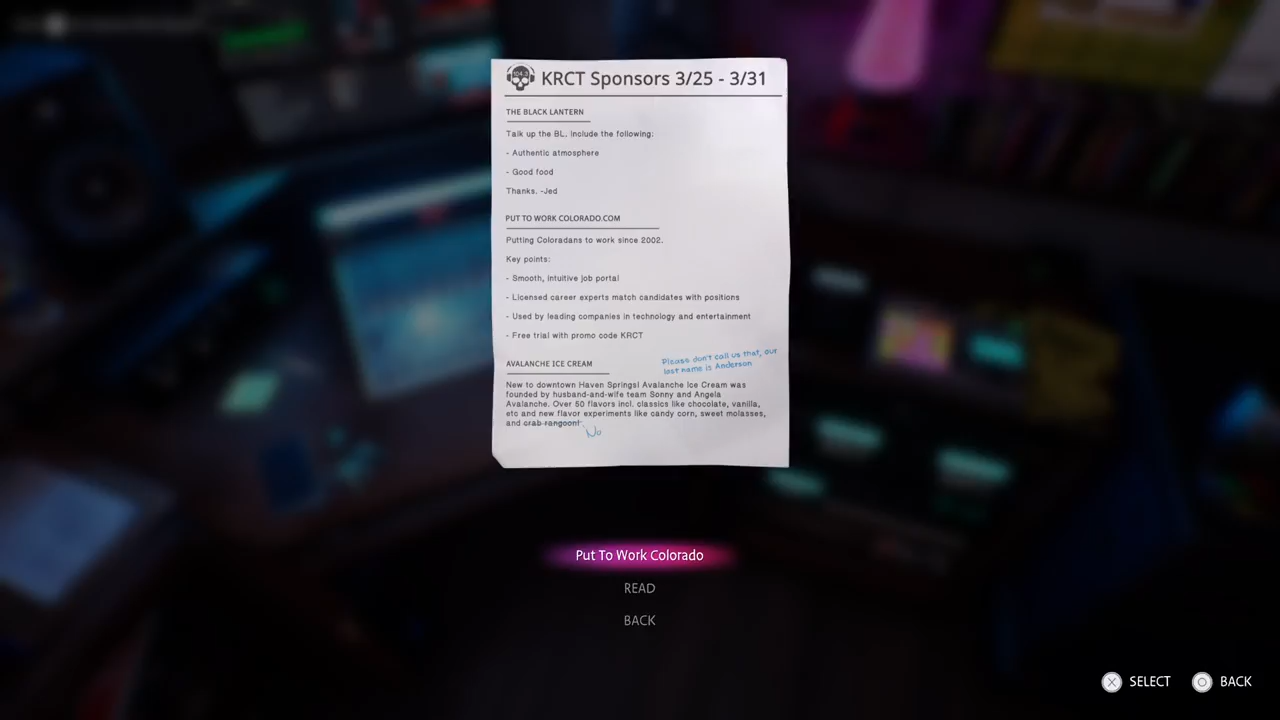 KRCT Sponsors 3/25 - 3/31
THE BLACK LANTERN
Talk up the BL. Include the following:
- Authentic atmosphere
- Good food
Thanks. -Jed
PUT TO WORK COLORADO.COM
Putting Coloradans to work since 2002.
Key points:
- Smooth, intuitive job portal
- Licensed career experts match candidates with positions
- Used by leading companies in technology and entertainment
- Free trial with promo code KRCT
Please don't call us that, our
last name is Anderson
AVALANCHE ICE CREAM
New to downtown Haven Springs! Avalanche Ice Cream was
founded by husband-and-wife team Sonny and Angela
Avalanche. Over 50 flavors incl. classics like chocolate, vanilla,
etc and new flavor experiments like candy corn, sweet molasses,
and crab rangoon!
No
Put To Work Colorado
READ
BACK
SELECT
BACK